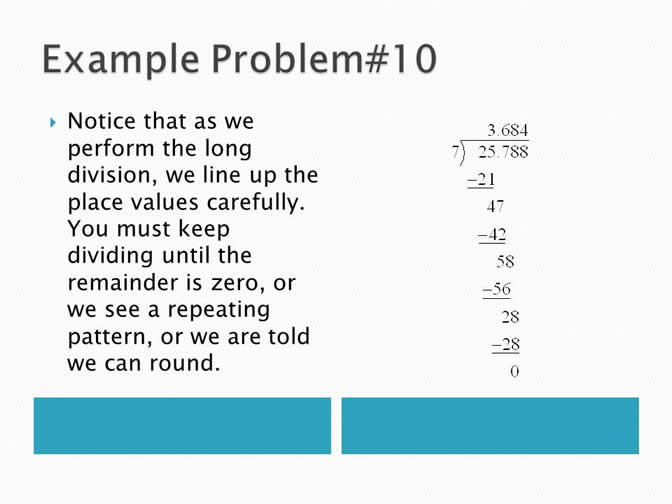 Example Problem#10
Notice that as we
perform the long
division, we line up the
place values carefully.
You must keep
dividing until the
remainder is zero, or
we see a repeating
pattern, or we are told
we can round.
3.684
7) 25.788
−21
47
−42
58
−56
28
−28
0